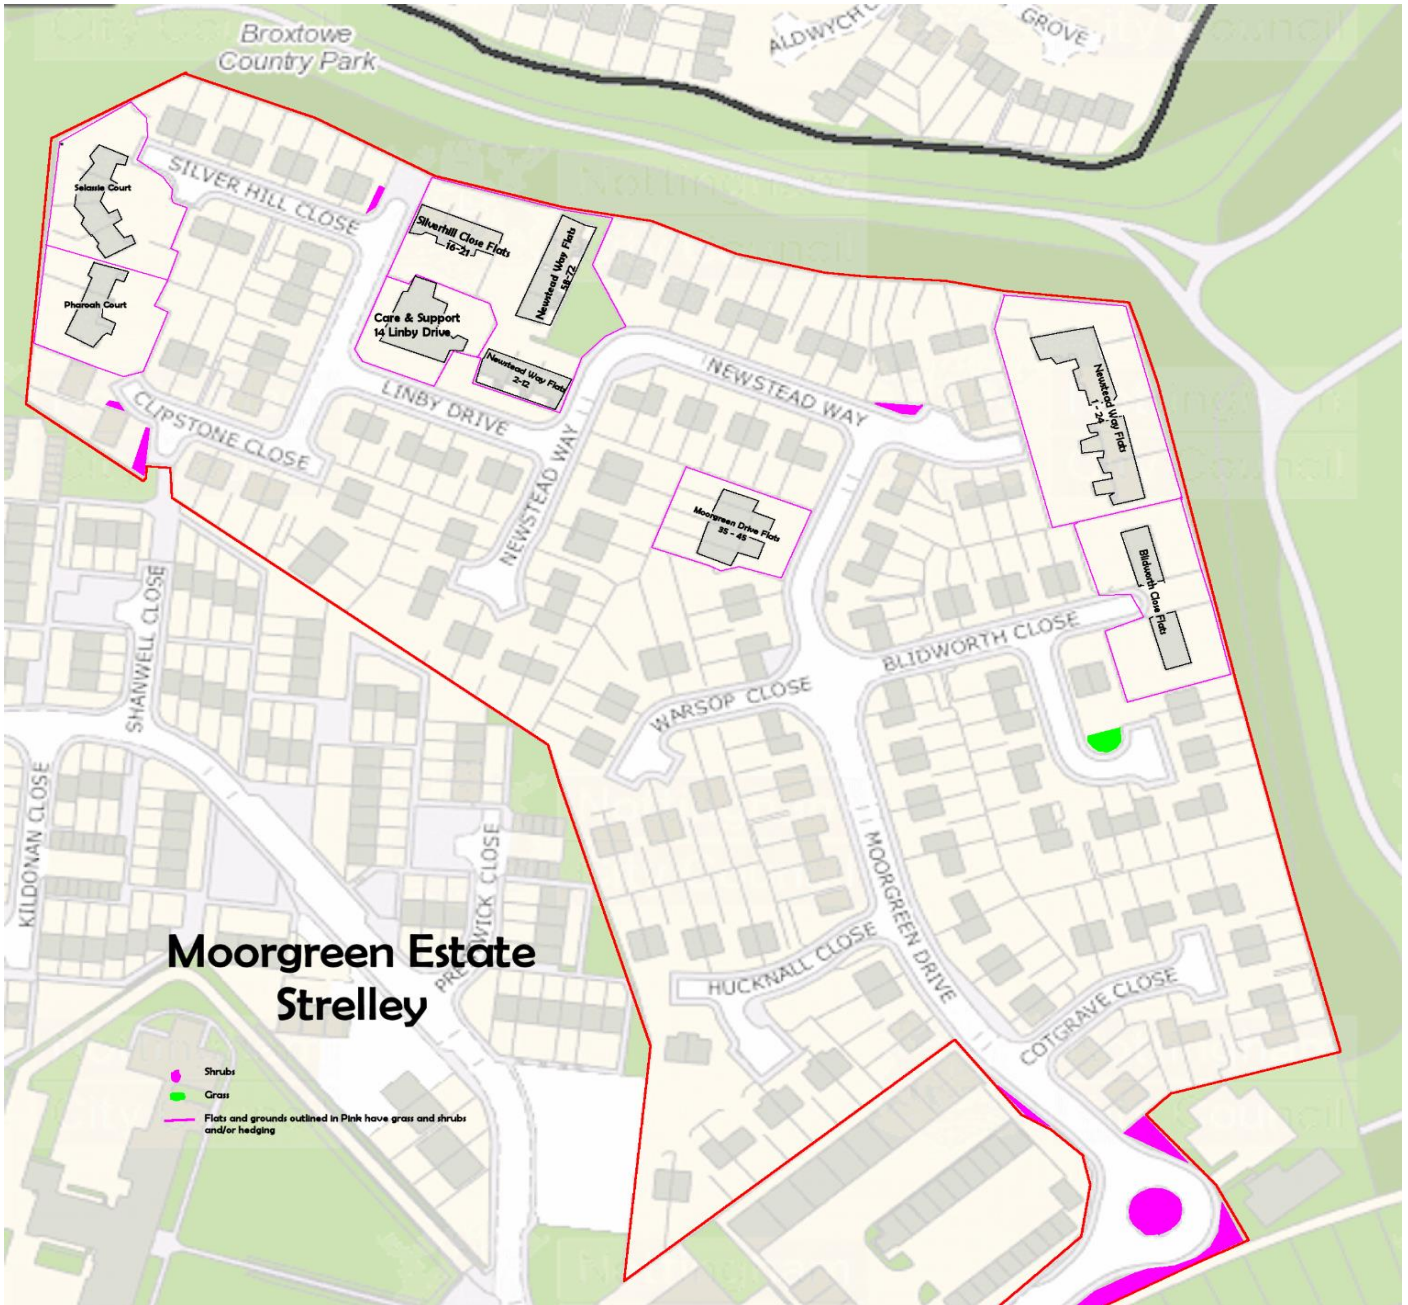 Broxtowe
Country Park
ALDWYCH C
GROVE
SILVER HILL CLOSE
Selassie Court
Pharoah Court
Silverhill Close Flats
16-21
Newstead Way Flats
58-72
Care & Support
14 Linby Drive
Newstead Way Flats
2-12
LINBY DRIVE
CLIPSTONE CLOSE
NEWSTEAD WAY
NEWSTEAD WAY
Newstead Way Flats
1 - 24
Moorgreen Drive Flats
35 - 45
Blidworth Close Flats
BLIDWORTH CLOSE
WARSOP CLOSE
SHANWELL CLOSE
KILDONAN CLOSE
PRE WICK CLOSE
MOORGREEN DRIVE
HUCKNALL CLOSE
COTGRAVE CLOSE
Moorgreen Estate
Strelley
Shrubs
Grass
Flats and grounds outlined in Pink have grass and shrubs
and/or hedging